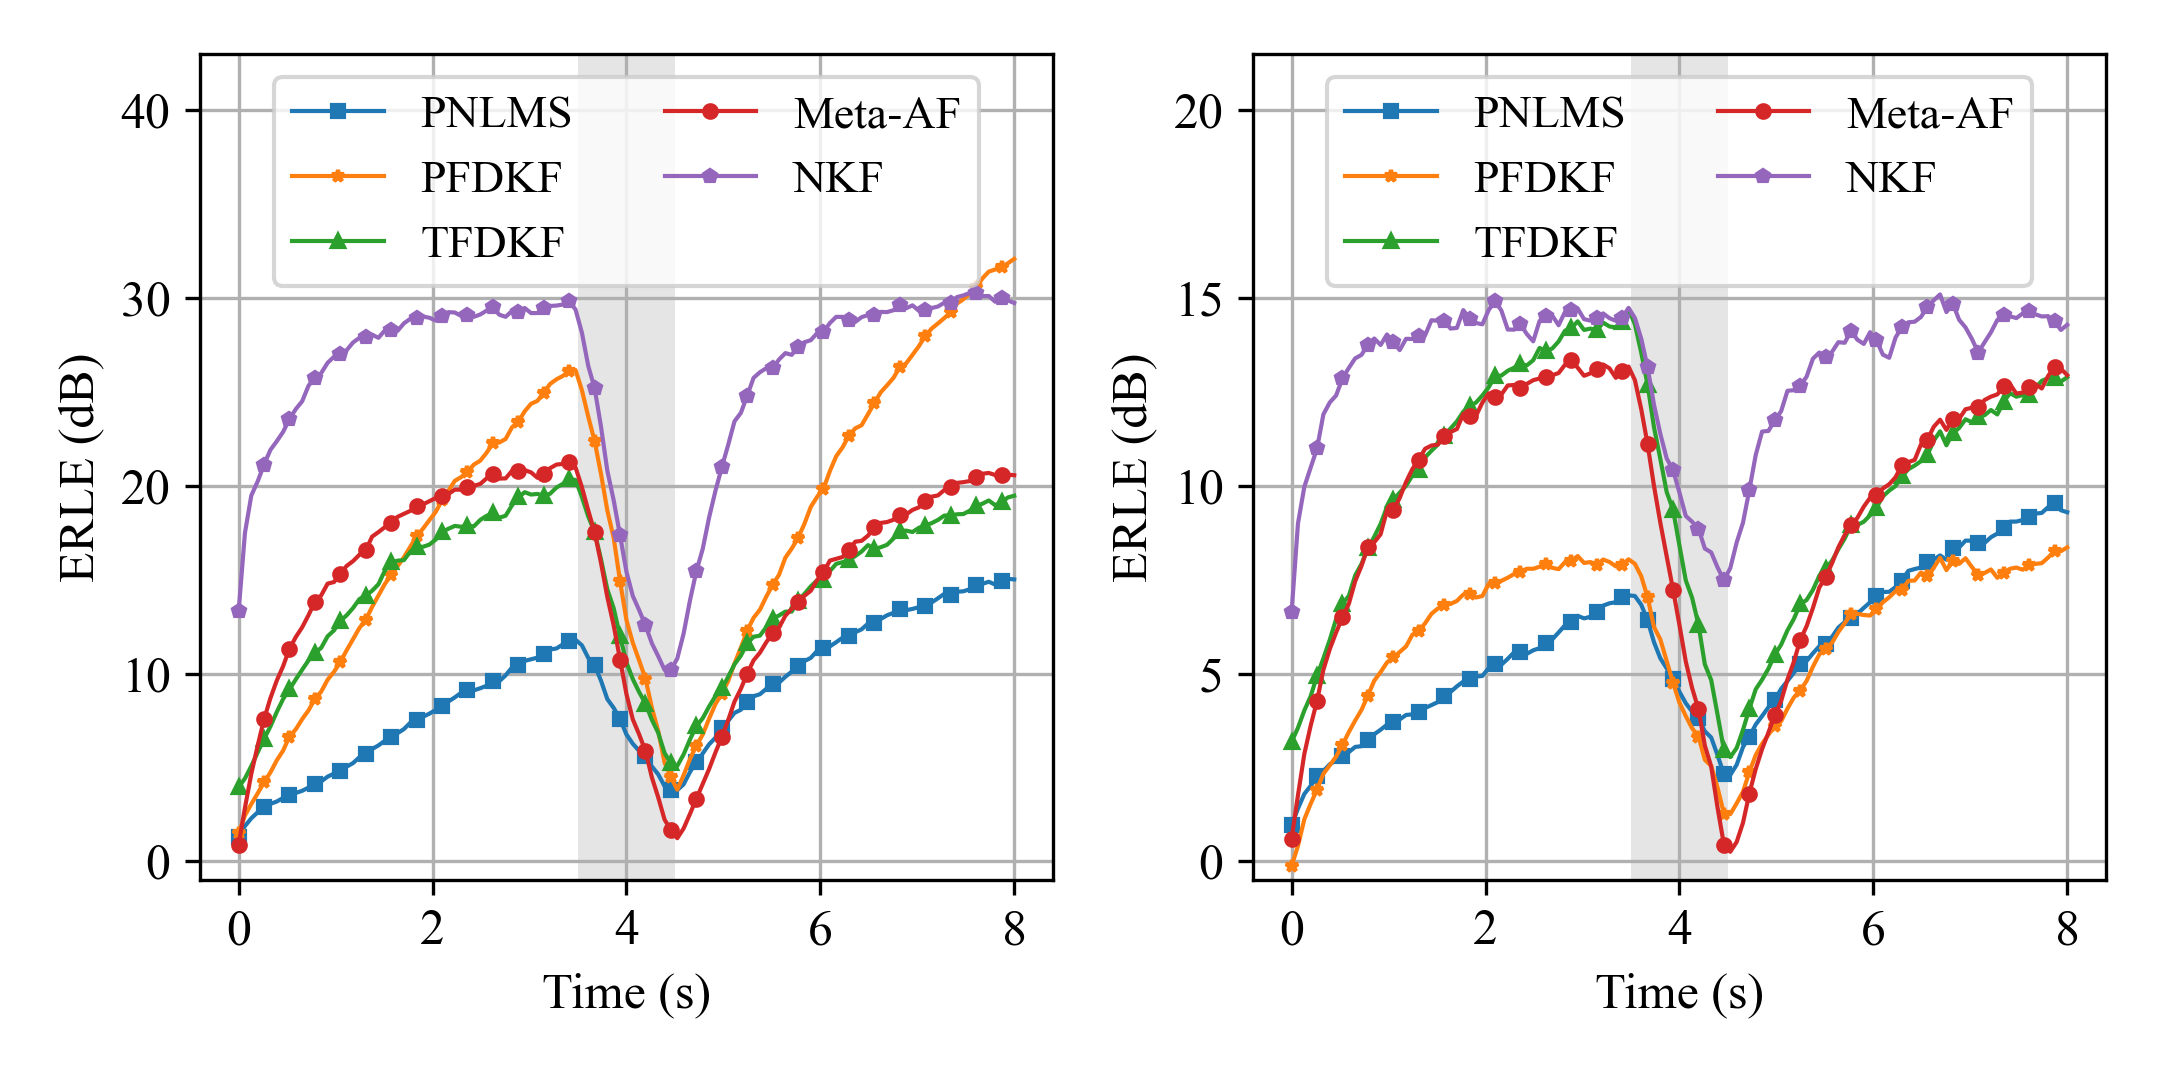 PNLMS
PFDKF
TFDKF
Meta-AF
NKF
40
30
20
10
0
ERLE (dB)
0 2 4 6 8
Time (s)
PNLMS
PFDKF
TFDKF
Meta-AF
NKF
20
15
10
5
0
ERLE (dB)
0 2 4 6 8
Time (s)